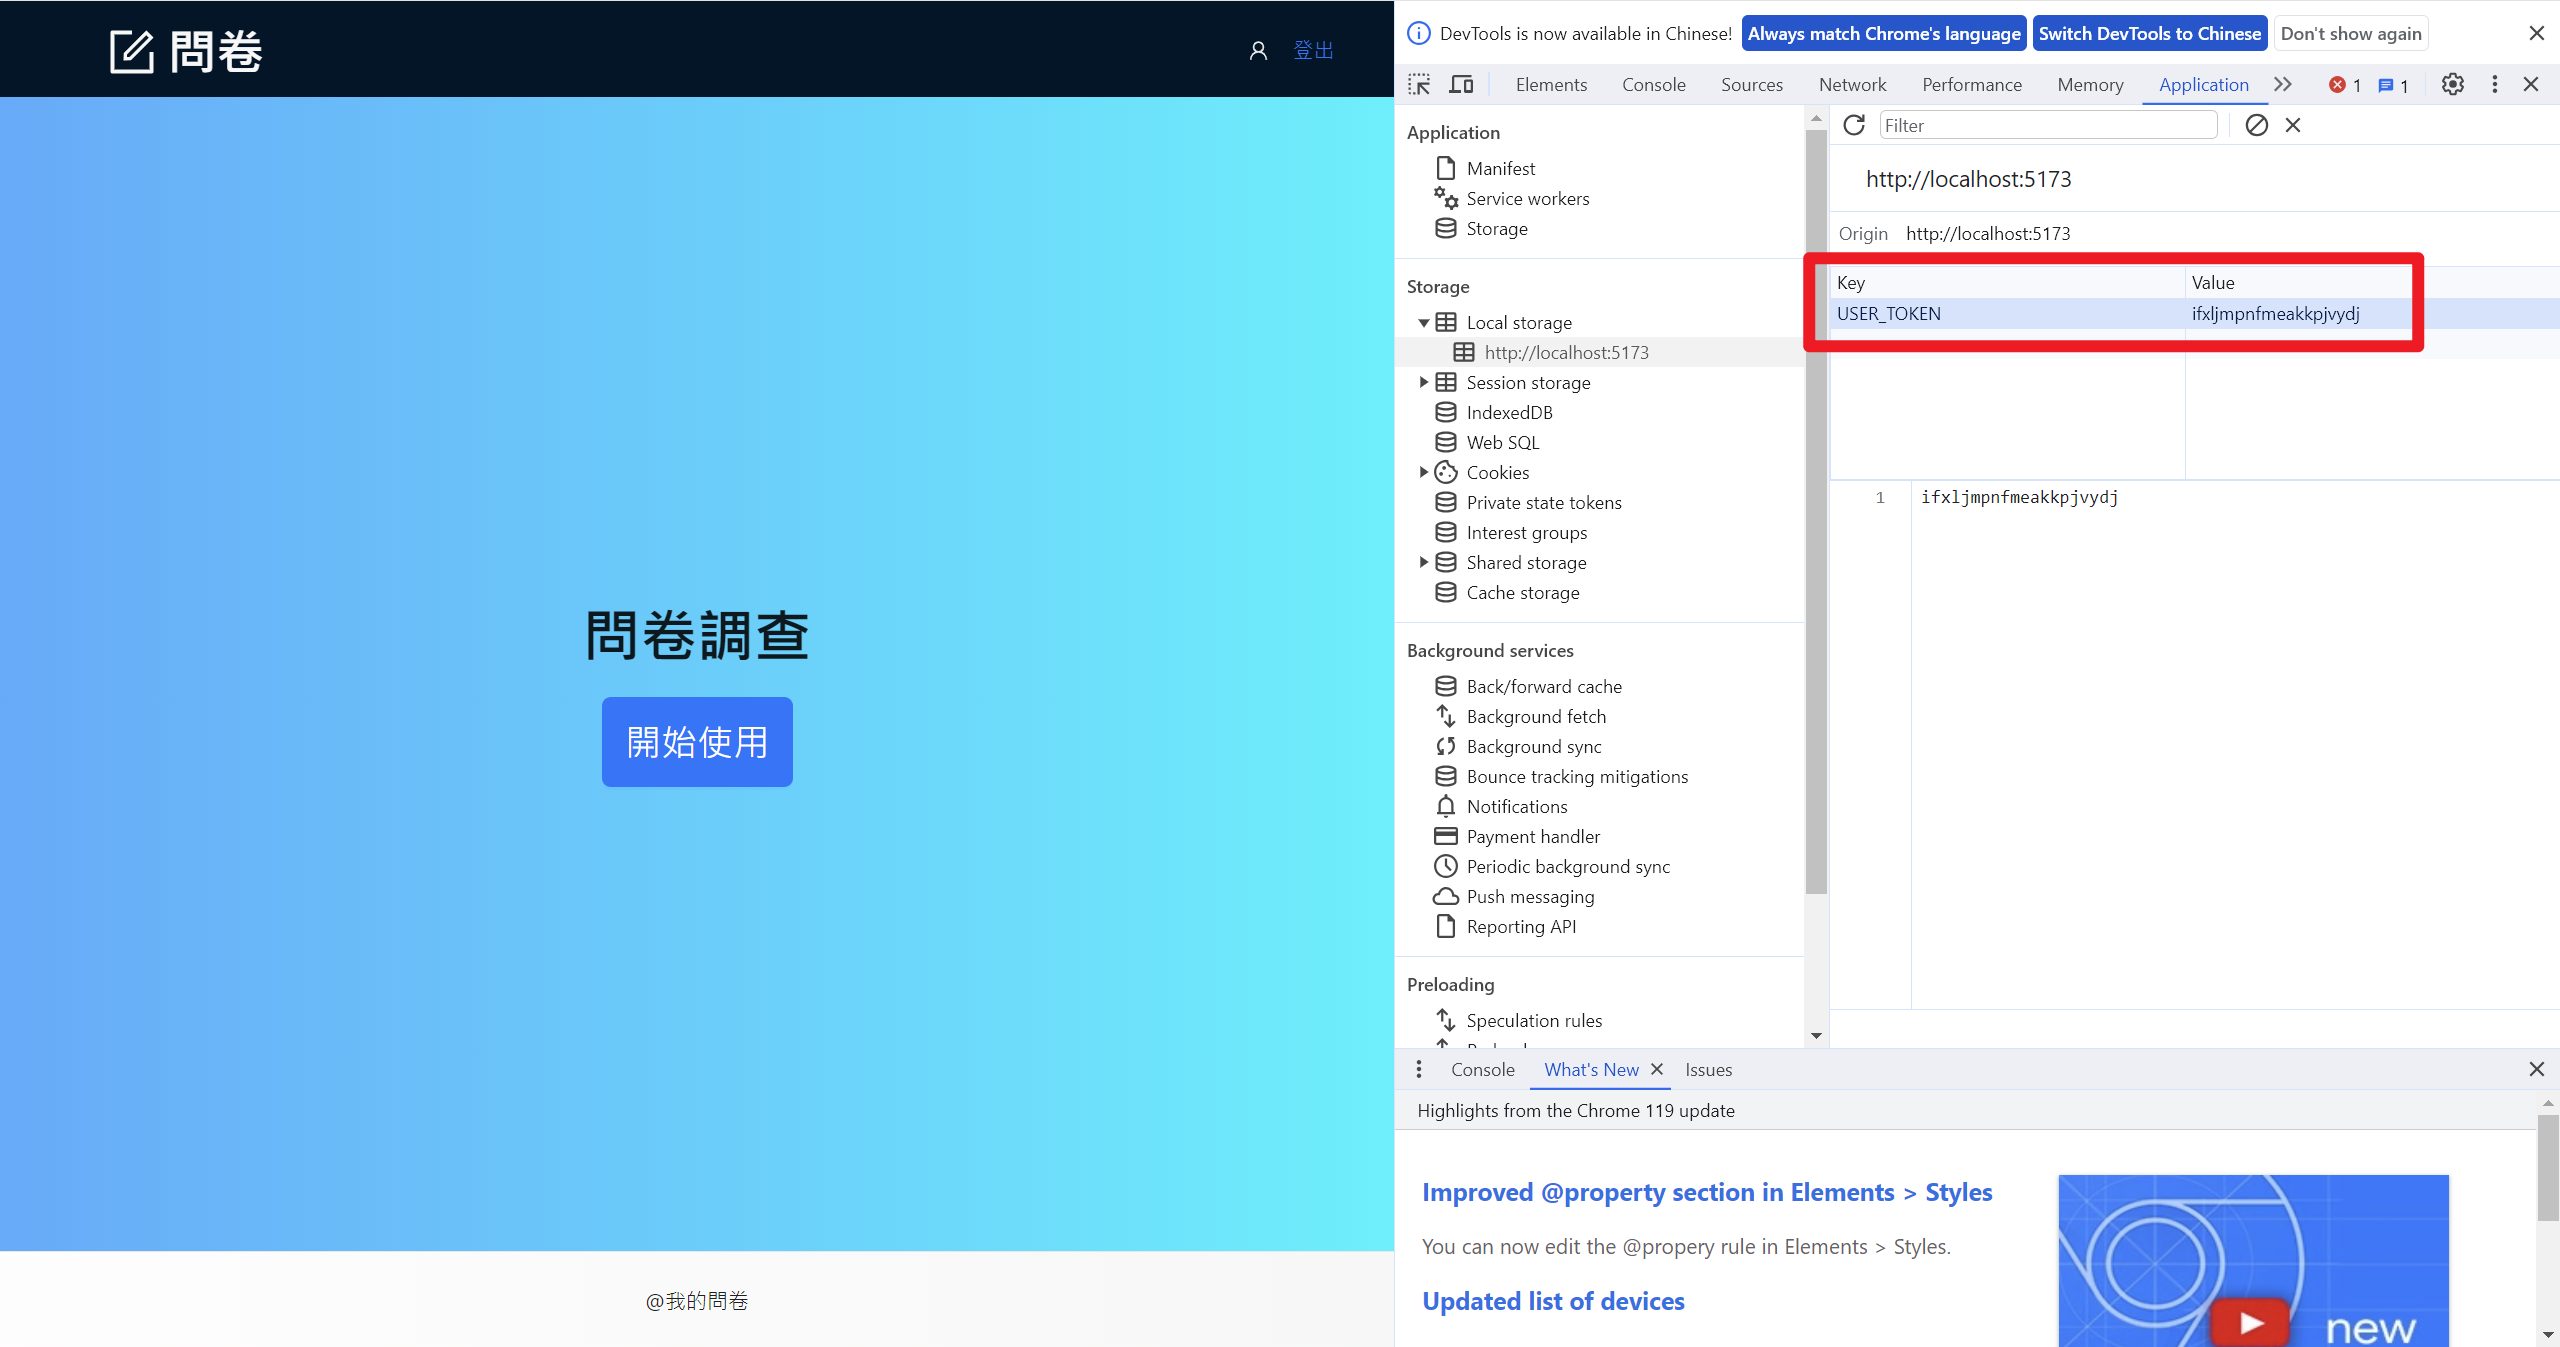 問卷
登出
問卷調查
開始使用
@我的問卷
DevTools is now available in Chinese! Always match Chrome's language Switch DevTools to Chinese Don't show again
Elements Console Sources Network Performance Memory Application 1 1
Application
Manifest
Service workers
Storage
Storage
Local storage
http://localhost:5173
Session storage
IndexedDB
Web SQL
Cookies
Private state tokens
Interest groups
Shared storage
Cache storage
Background services
Back/forward cache
Background fetch
Background sync
Bounce tracking mitigations
Notifications
Payment handler
Periodic background sync
Push messaging
Reporting API
Preloading
Speculation rules
Filter
http://localhost:5173
Origin http://localhost:5173
Key Value
USER_TOKEN ifxljmpnfmeakkpjvydj
1 ifxljmpnfmeakkpjvydj
Console What's New Issues
Highlights from the Chrome 119 update
Improved @property section in Elements > Styles
You can now edit the @propery rule in Elements > Styles.
Updated list of devices
new